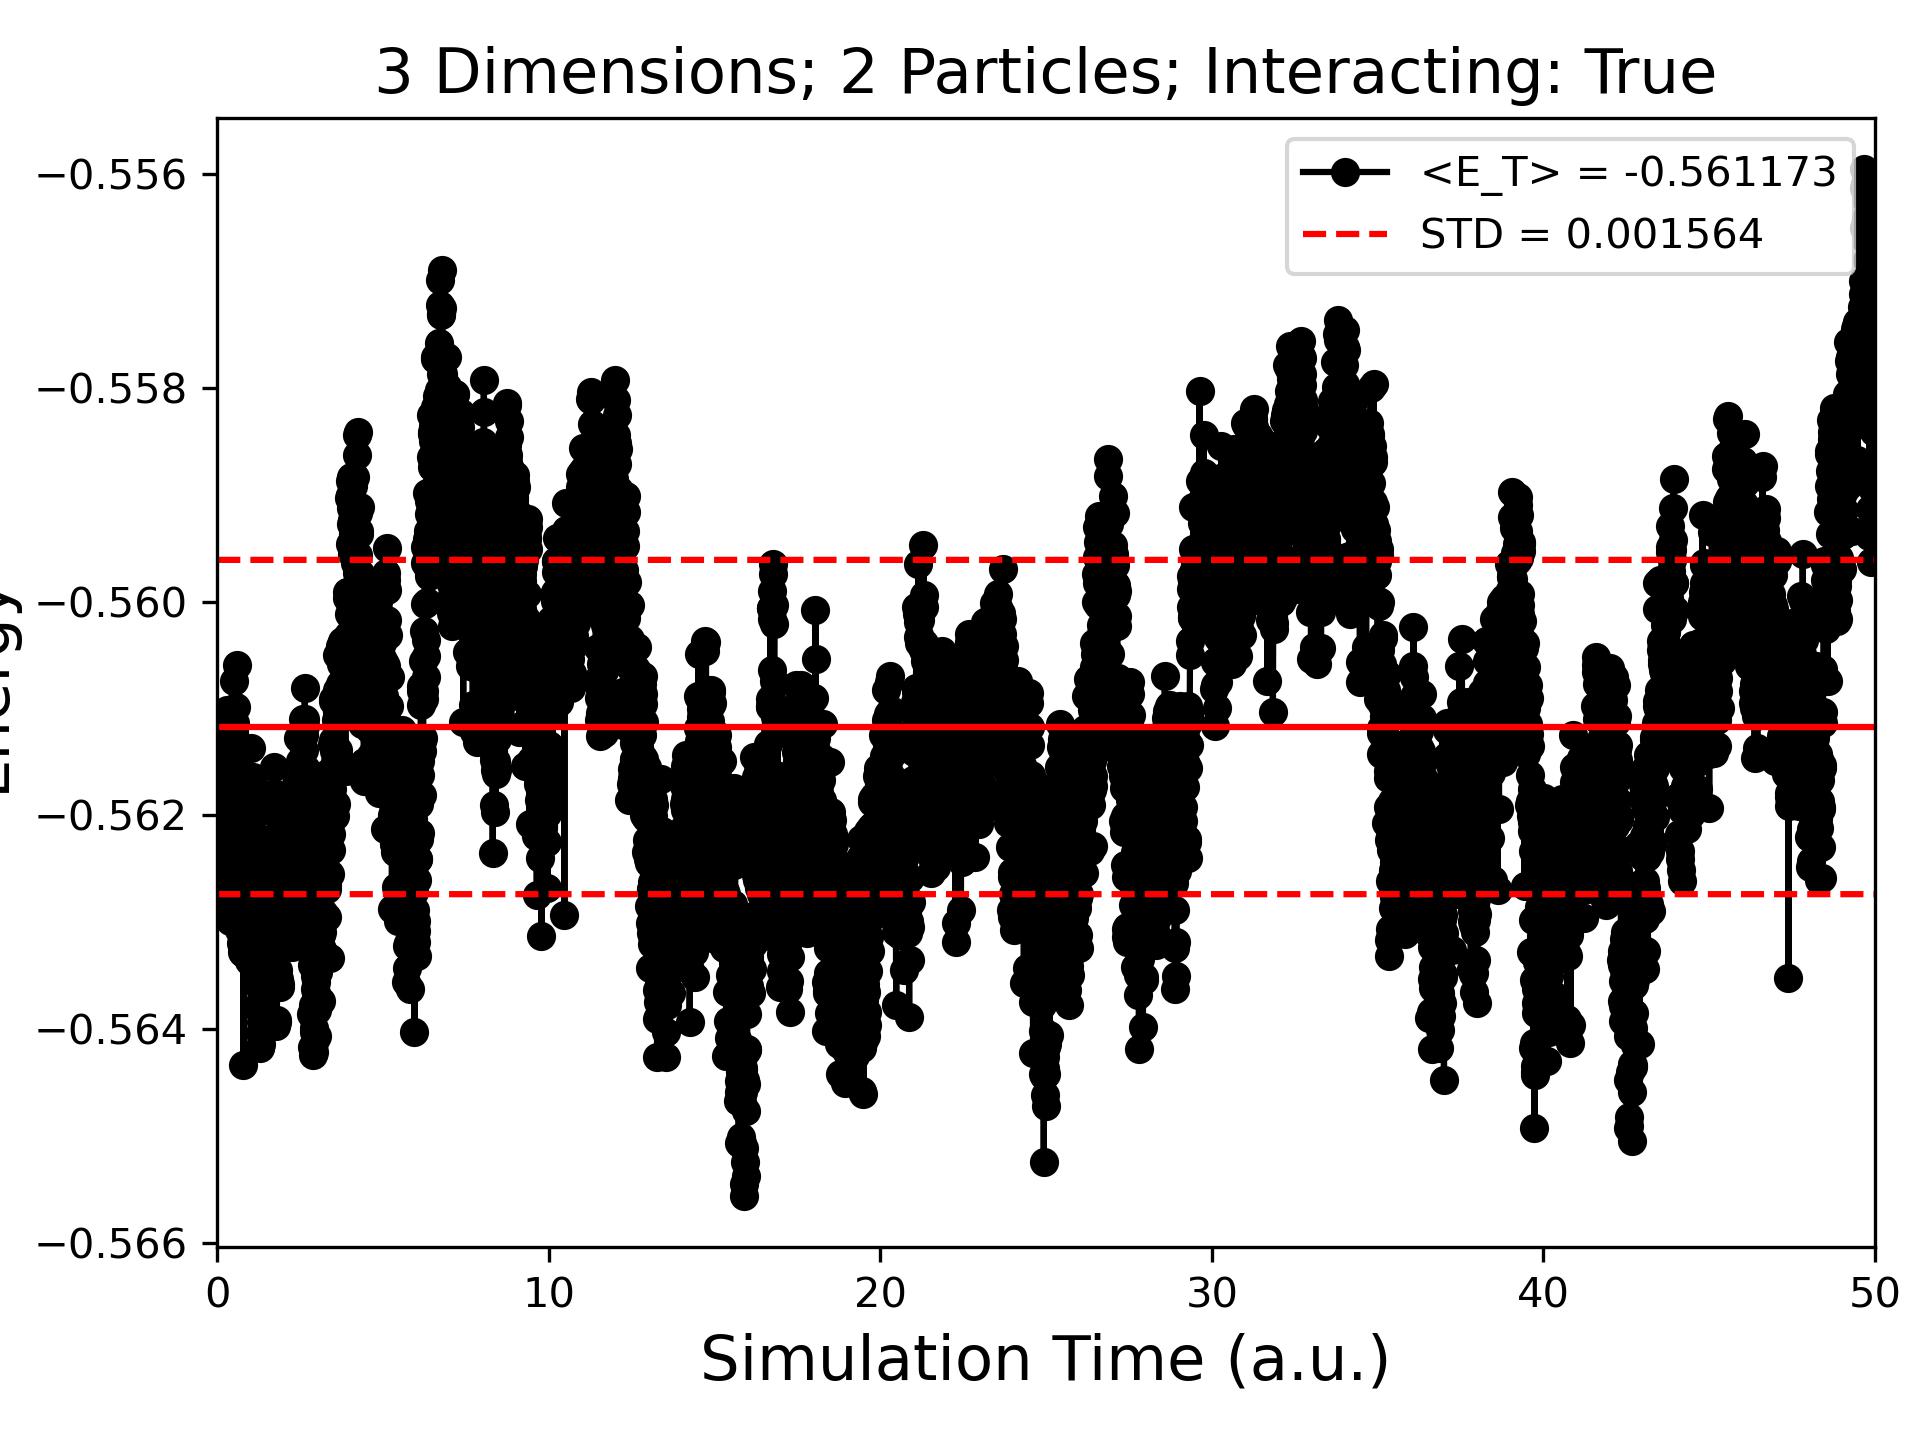 3 Dimensions; 2 Particles; Interacting: True
<E_T> = -0.561173
STD = 0.001564
−0.556
−0.558
−0.560
−0.562
−0.564
−0.566
Energy
0 10 20 30 40 50
Simulation Time (a.u.)